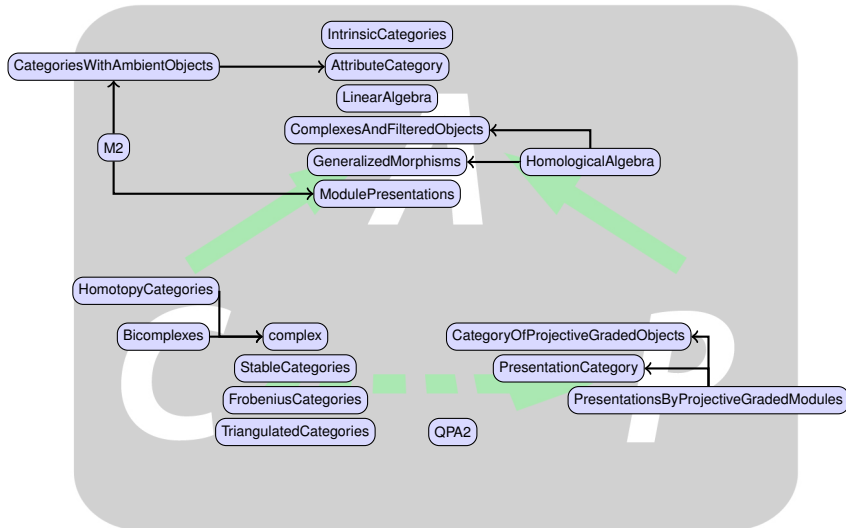 IntrinsicCategories
CategoriesWithAmbientObjects
AttributeCategory
LinearAlgebra
ComplexesAndFilteredObjects
M2
GeneralizedMorphisms
HomologicalAlgebra
ModulePresentations
A
HomotopyCategories
Bicomplexes
complex
CategoryOfProjectiveGradedObjects
StableCategories
PresentationCategory
FrobeniusCategories
PresentationsByProjectiveGradedModules
TriangulatedCategories
QPA2
C
P